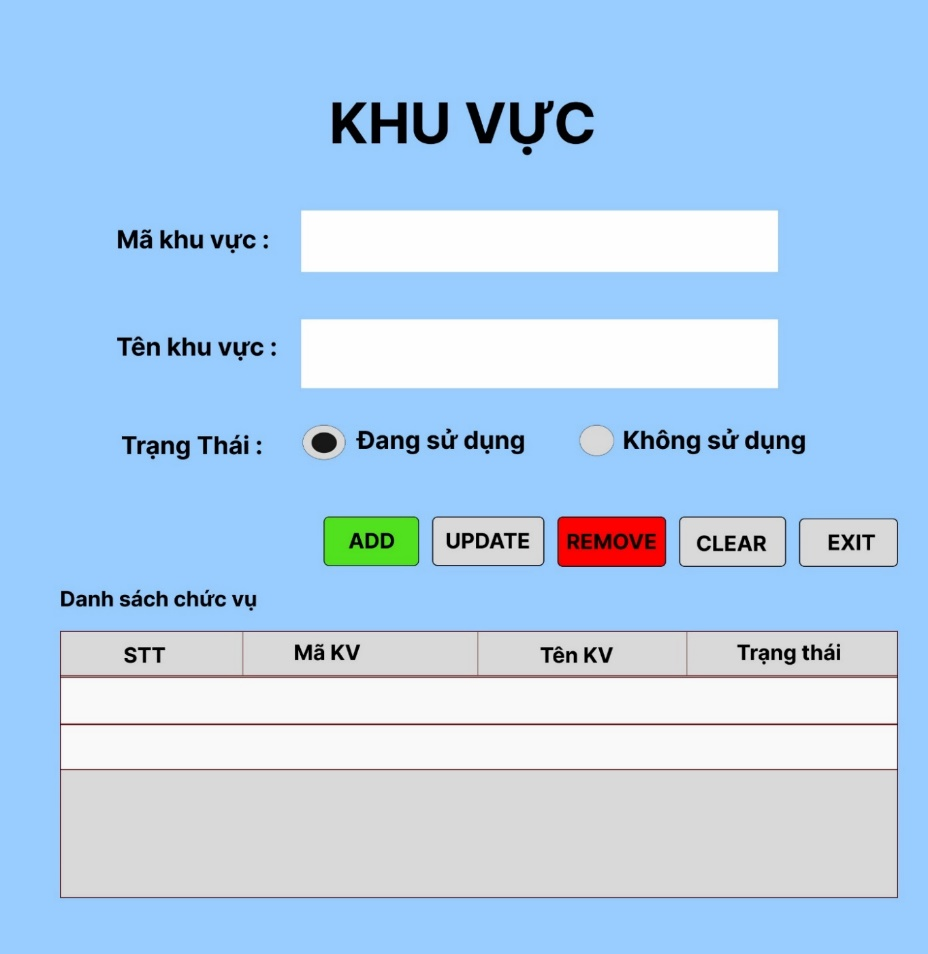 KHU VỰC
Mã khu vực :
Tên khu vực :
Trạng Thái : Đang sử dụng Không sử dụng
ADD UPDATE REMOVE CLEAR EXIT
Danh sách chức vụ
STT Mã KV Tên KV Trạng thái